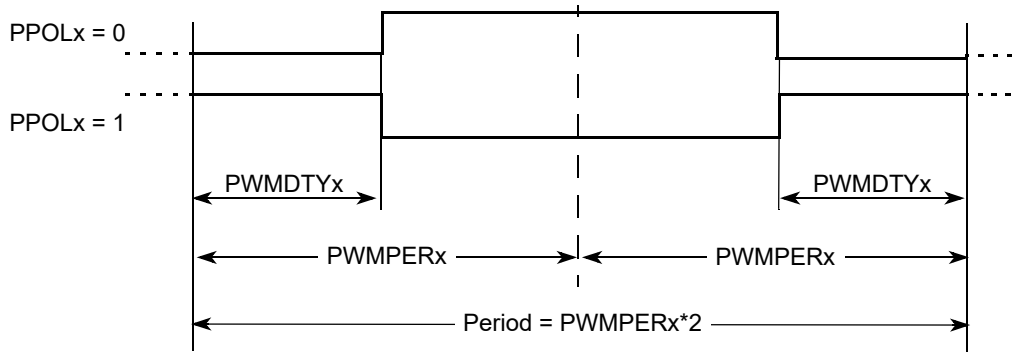 PPOLx = 0
PPOLx = 1
PWMDTYx
PWMDTYx
PWMPERx
PWMPERx
Period = PWMPERx*2